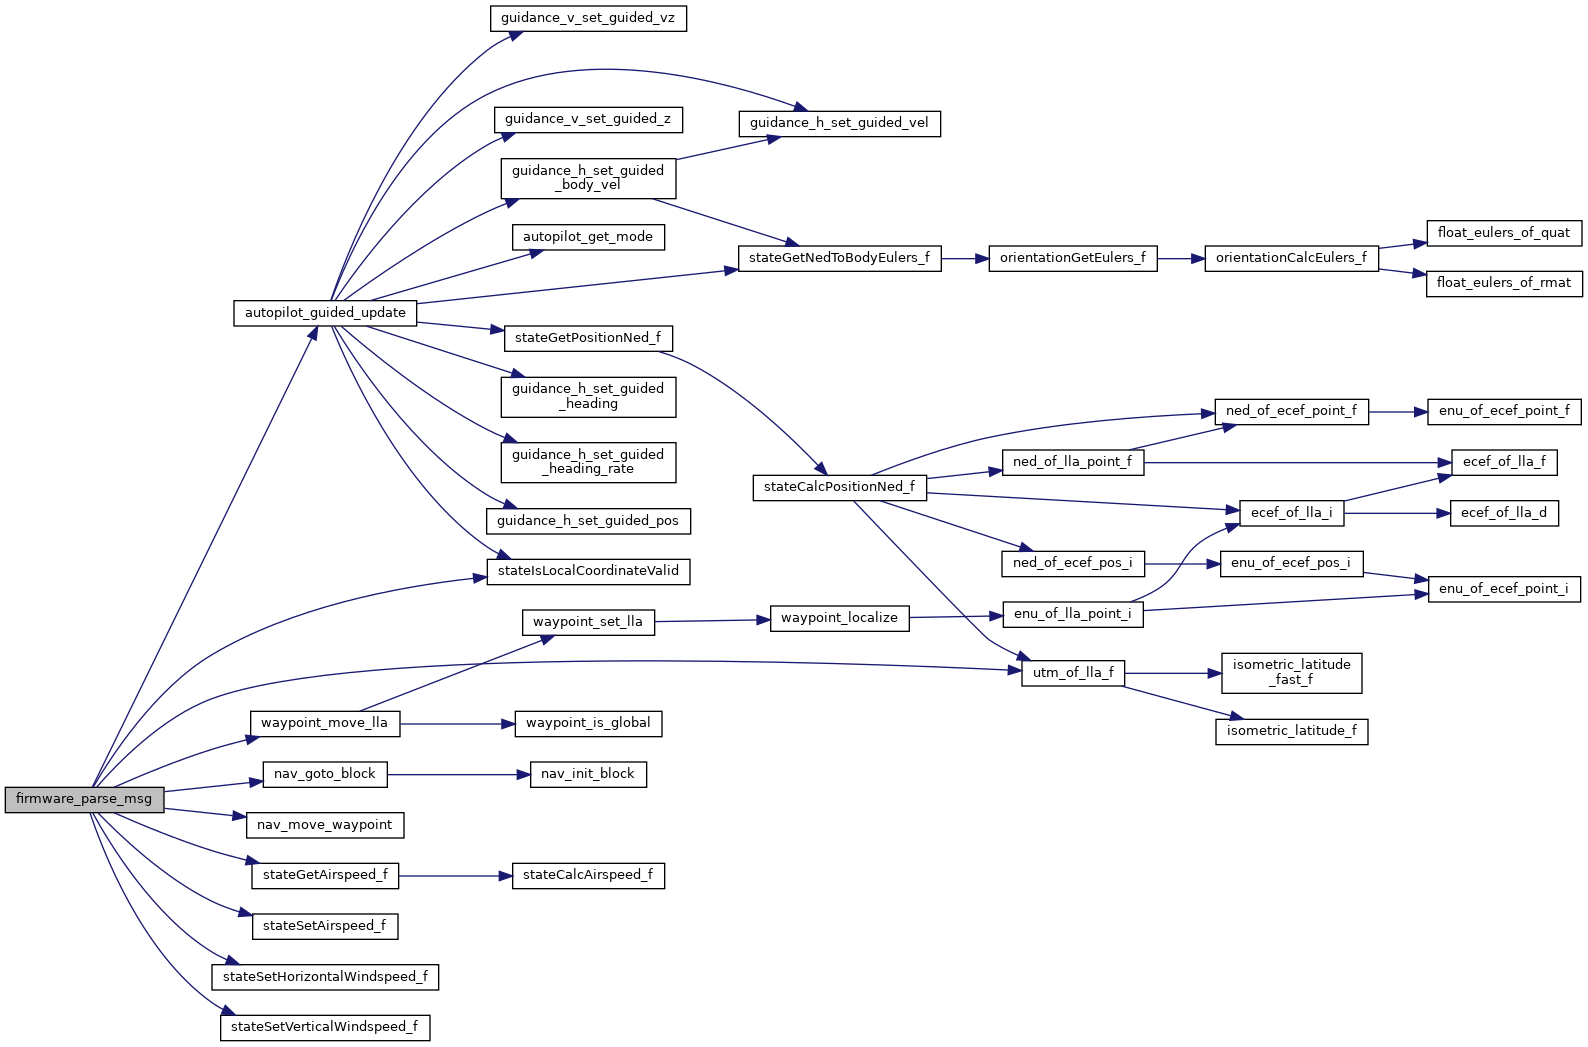 guidance_v_set_guided_vz
guidance_v_set_guided_z
guidance_h_set_guided_vel
guidance_h_set_guided
_body_vel
autopilot_get_mode
stateGetNedToBodyEulers_f
orientationGetEulers_f
orientationCalcEulers_f
float_eulers_of_quat
float_eulers_of_rmat
autopilot_guided_update
stateGetPositionNed_f
guidance_h_set_guided
_heading
guidance_h_set_guided
_heading_rate
guidance_h_set_guided_pos
stateIsLocalCoordinateValid
stateCalcPositionNed_f
ned_of_ecef_point_f
enu_of_ecef_point_f
ned_of_lla_point_f
ecef_of_lla_f
ecef_of_lla_i
ecef_of_lla_d
ned_of_ecef_pos_i
enu_of_ecef_pos_i
enu_of_ecef_point_i
waypoint_set_lla
waypoint_localize
enu_of_lla_point_i
utm_of_lla_f
isometric_latitude
_fast_f
isometric_latitude_f
waypoint_move_lla
waypoint_is_global
nav_goto_block
nav_init_block
firmware_parse_msg
nav_move_waypoint
stateGetAirspeed_f
stateCalcAirspeed_f
stateSetAirspeed_f
stateSetHorizontalWindspeed_f
stateSetVerticalWindspeed_f